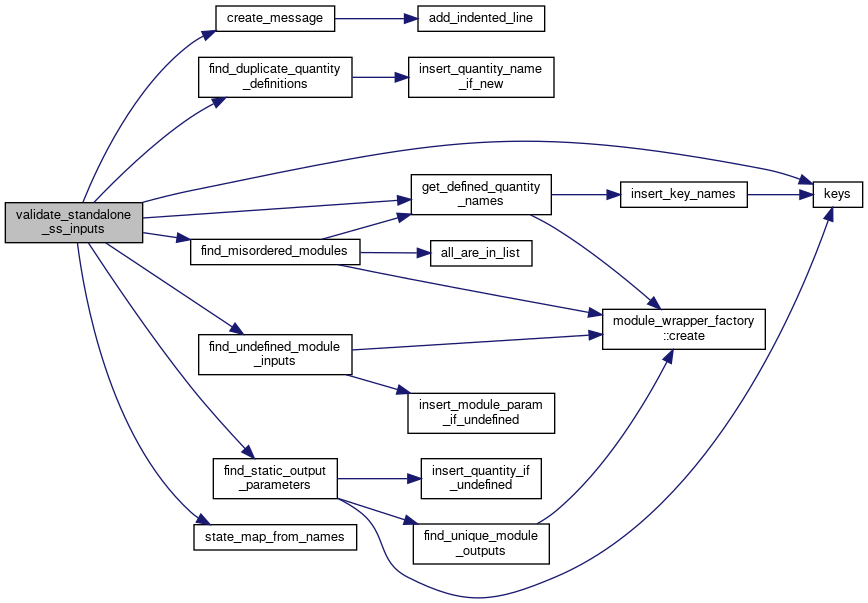 create_message
add_indented_line
find_duplicate_quantity
_definitions
insert_quantity_name
_if_new
get_defined_quantity
_names
insert_key_names
keys
validate_standalone
_ss_inputs
find_misordered_modules
all_are_in_list
module_wrapper_factory
::create
find_undefined_module
_inputs
insert_module_param
_if_undefined
find_static_output
_parameters
insert_quantity_if
_undefined
state_map_from_names
find_unique_module
_outputs